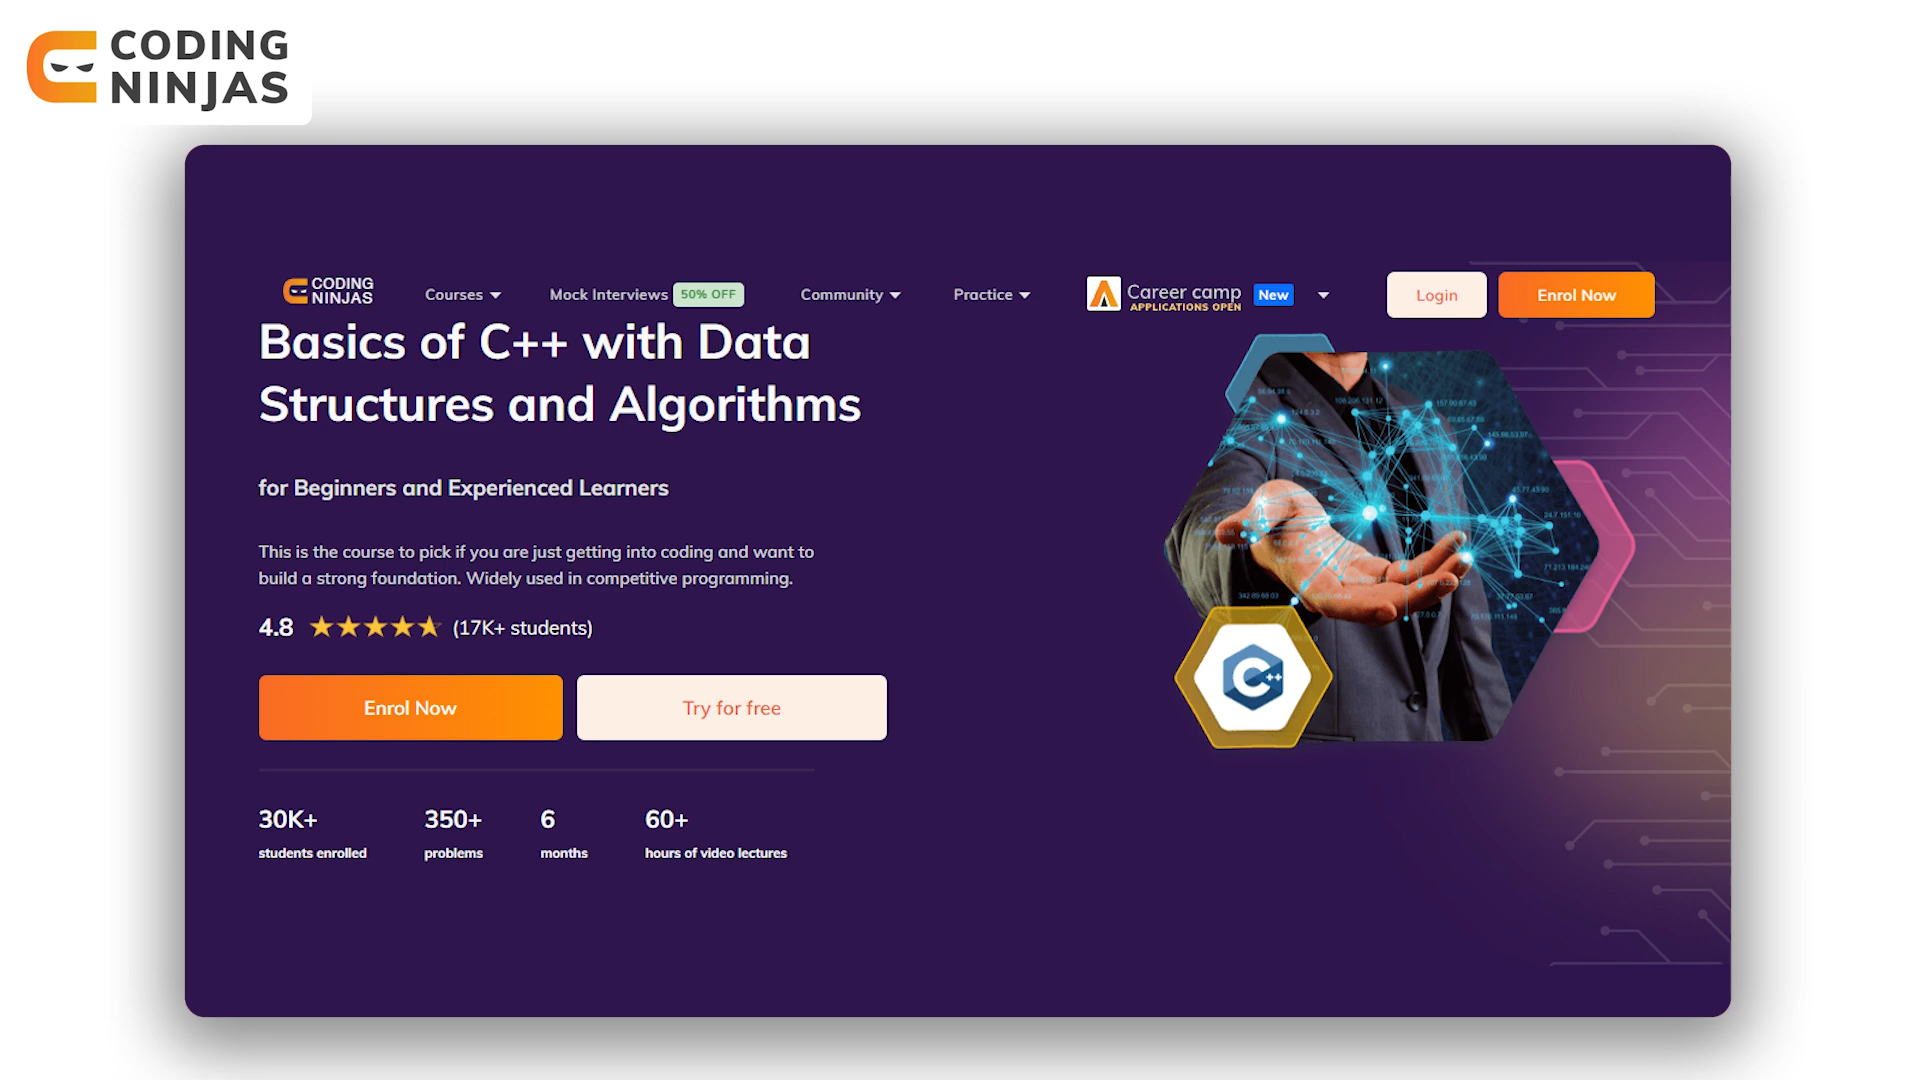 CODING
NINJAS
CODING
NINJAS
Courses
Mock Interviews 50% OFF
Community
Practice
Career camp
APPLICATIONS OPEN
New
Login
Enrol Now
Basics of C++ with Data
Structures and Algorithms
for Beginners and Experienced Learners
This is the course to pick if you are just getting into coding and want to
build a strong foundation. Widely used in competitive programming.
4.8
(17K+ students)
Enrol Now
Try for free
30K+
students enrolled
350+
problems
6
months
60+
hours of video lectures
C++